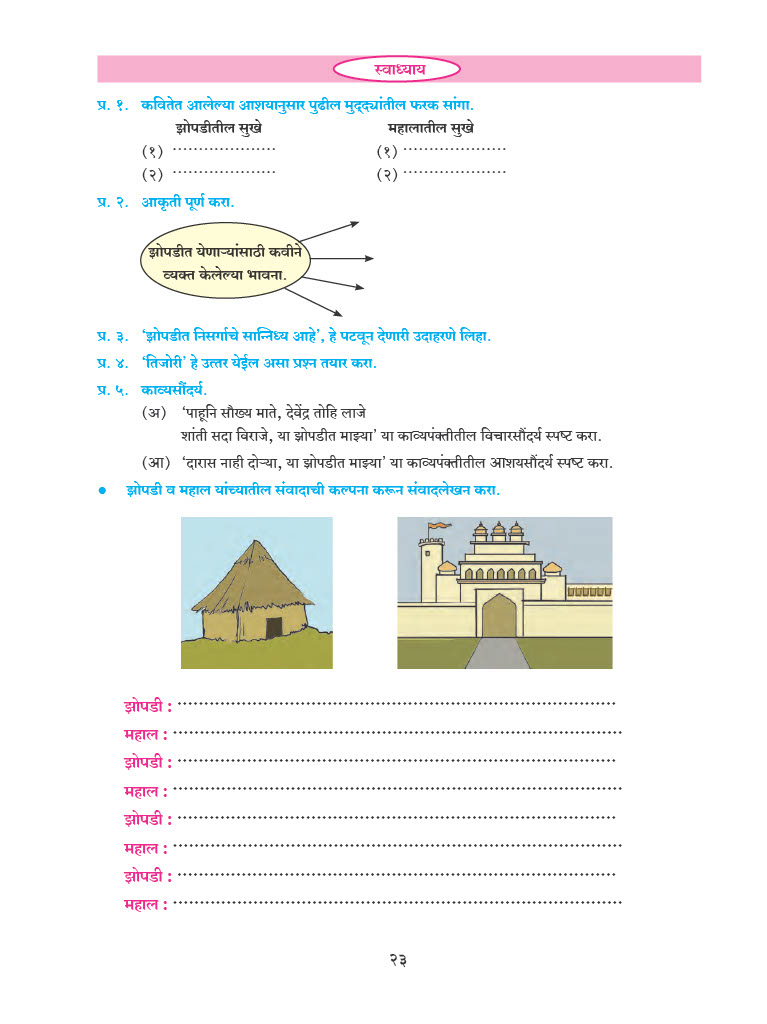 स्वाध्याय
प्र. १. कवितेत आलेल्या आशयानुसार पुढील मुद्द्यांतील फरक सांगा.
झोपडीतील सुखे महालातील सुखे
(१) .................... (१) ....................
(२) .................... (२) ....................
प्र. २. आकृती पूर्ण करा.
झोपडीत येणाऱ्यांसाठी कवीने
व्यक्त केलेल्या भावना.
प्र. ३. ‘झोपडीत निसर्गाचे सान्निध्य आहे’, हे पटवून देणारी उदाहरणे लिहा.
प्र. ४. ‘तिजोरी’ हे उत्तर येईल असा प्रश्न तयार करा.
प्र. ५. काव्यसौंदर्य.
(अ) ‘पाहूनि सौख्य माते, देवेंद्र तोहि लाजे
शांती सदा विराजे, या झोपडीत माझ्या’ या काव्यपंक्तीतील विचारसौंदर्य स्पष्ट करा.
(आ) ‘दारास नाही दोऱ्या, या झोपडीत माझ्या’ या काव्यपंक्तीतील आशयसौंदर्य स्पष्ट करा.
● झोपडी व महाल यांच्यातील संवादाची कल्पना करून संवादलेखन करा.
झोपडी : ......................................................................
महाल : ......................................................................
झोपडी : ......................................................................
महाल : ......................................................................
झोपडी : ......................................................................
महाल : ......................................................................
झोपडी : ......................................................................
महाल : ......................................................................
२३